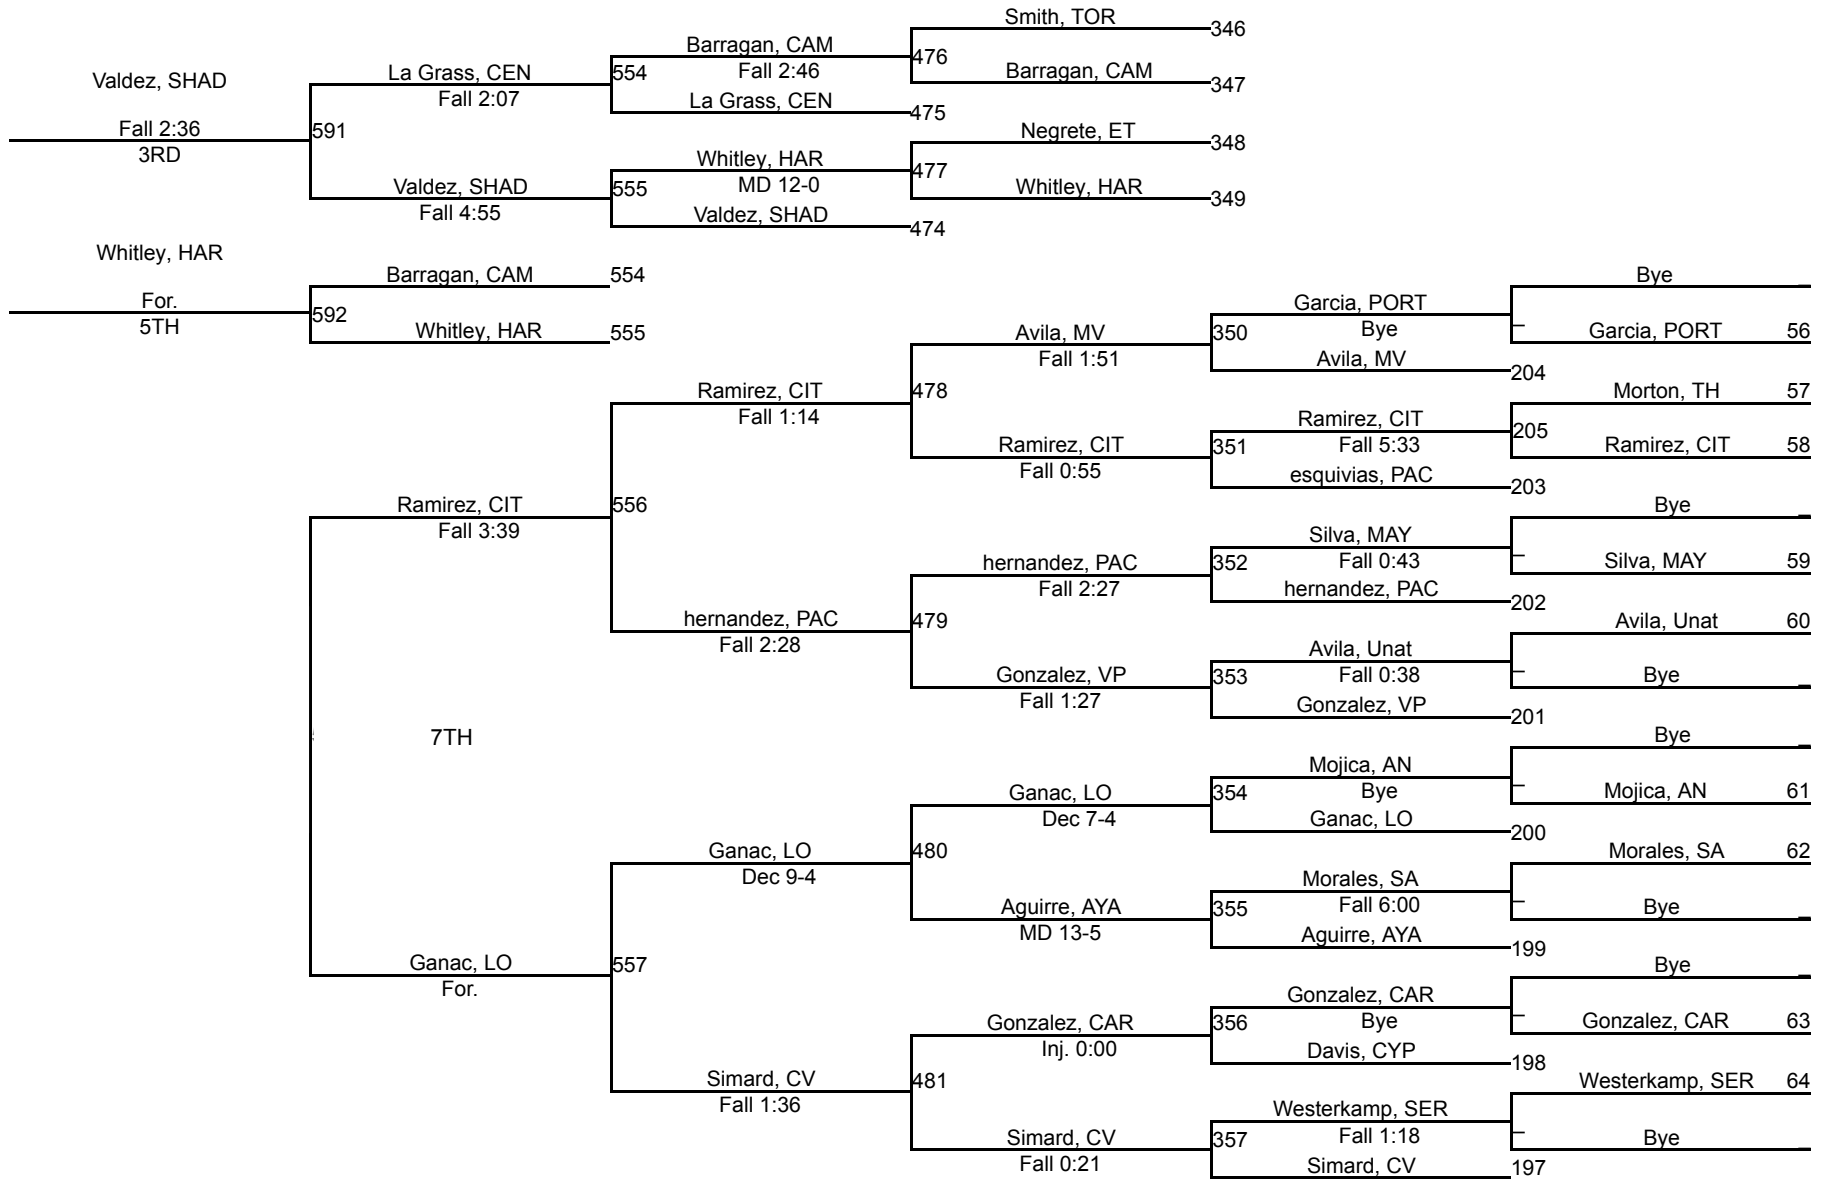 Smith, TOR
346
Barragan, CAM
476
Fall 2:46
Barragan, CAM
347
Valdez, SHAD
La Grass, CEN
554
Fall 2:07
La Grass, CEN
475
Fall 2:36
591
3RD
Negrete, ET
348
Whitley, HAR
477
MD 12-0
Valdez, SHAD
555
Whitley, HAR
349
Fall 4:55
Valdez, SHAD
474
Whitley, HAR
Barragan, CAM
554
For.
592
5TH
Whitley, HAR
555
Bye
_
Garcia, PORT
_
Avila, MV
350
Bye
Garcia, PORT
56
Fall 1:51
Avila, MV
204
Ramirez, CIT
478
Fall 1:14
Morton, TH
57
Ramirez, CIT
205
Ramirez, CIT
351
Fall 5:33
Ramirez, CIT
58
Fall 0:55
esquivias, PAC
203
Ramirez, CIT
556
Fall 3:39
Bye
_
Silva, MAY
_
hernandez, PAC
352
Fall 0:43
Silva, MAY
59
Fall 2:27
hernandez, PAC
202
hernandez, PAC
479
Fall 2:28
Avila, Unat
60
Avila, Unat
_
Gonzalez, VP
353
Fall 0:38
Bye
_
Fall 1:27
Gonzalez, VP
201
7TH
Bye
_
Mojica, AN
_
Ganac, LO
354
Bye
Mojica, AN
61
Dec 7-4
Ganac, LO
200
Ganac, LO
480
Dec 9-4
Morales, SA
62
Morales, SA
_
Aguirre, AYA
355
Fall 6:00
Bye
_
MD 13-5
Aguirre, AYA
199
Ganac, LO
557
For.
Bye
_
Gonzalez, CAR
_
Gonzalez, CAR
356
Bye
Gonzalez, CAR
63
Inj. 0:00
Davis, CYP
198
Simard, CV
481
Fall 1:36
Westerkamp, SER
64
Westerkamp, SER
_
Simard, CV
357
Fall 1:18
Bye
_
Fall 0:21
Simard, CV
197